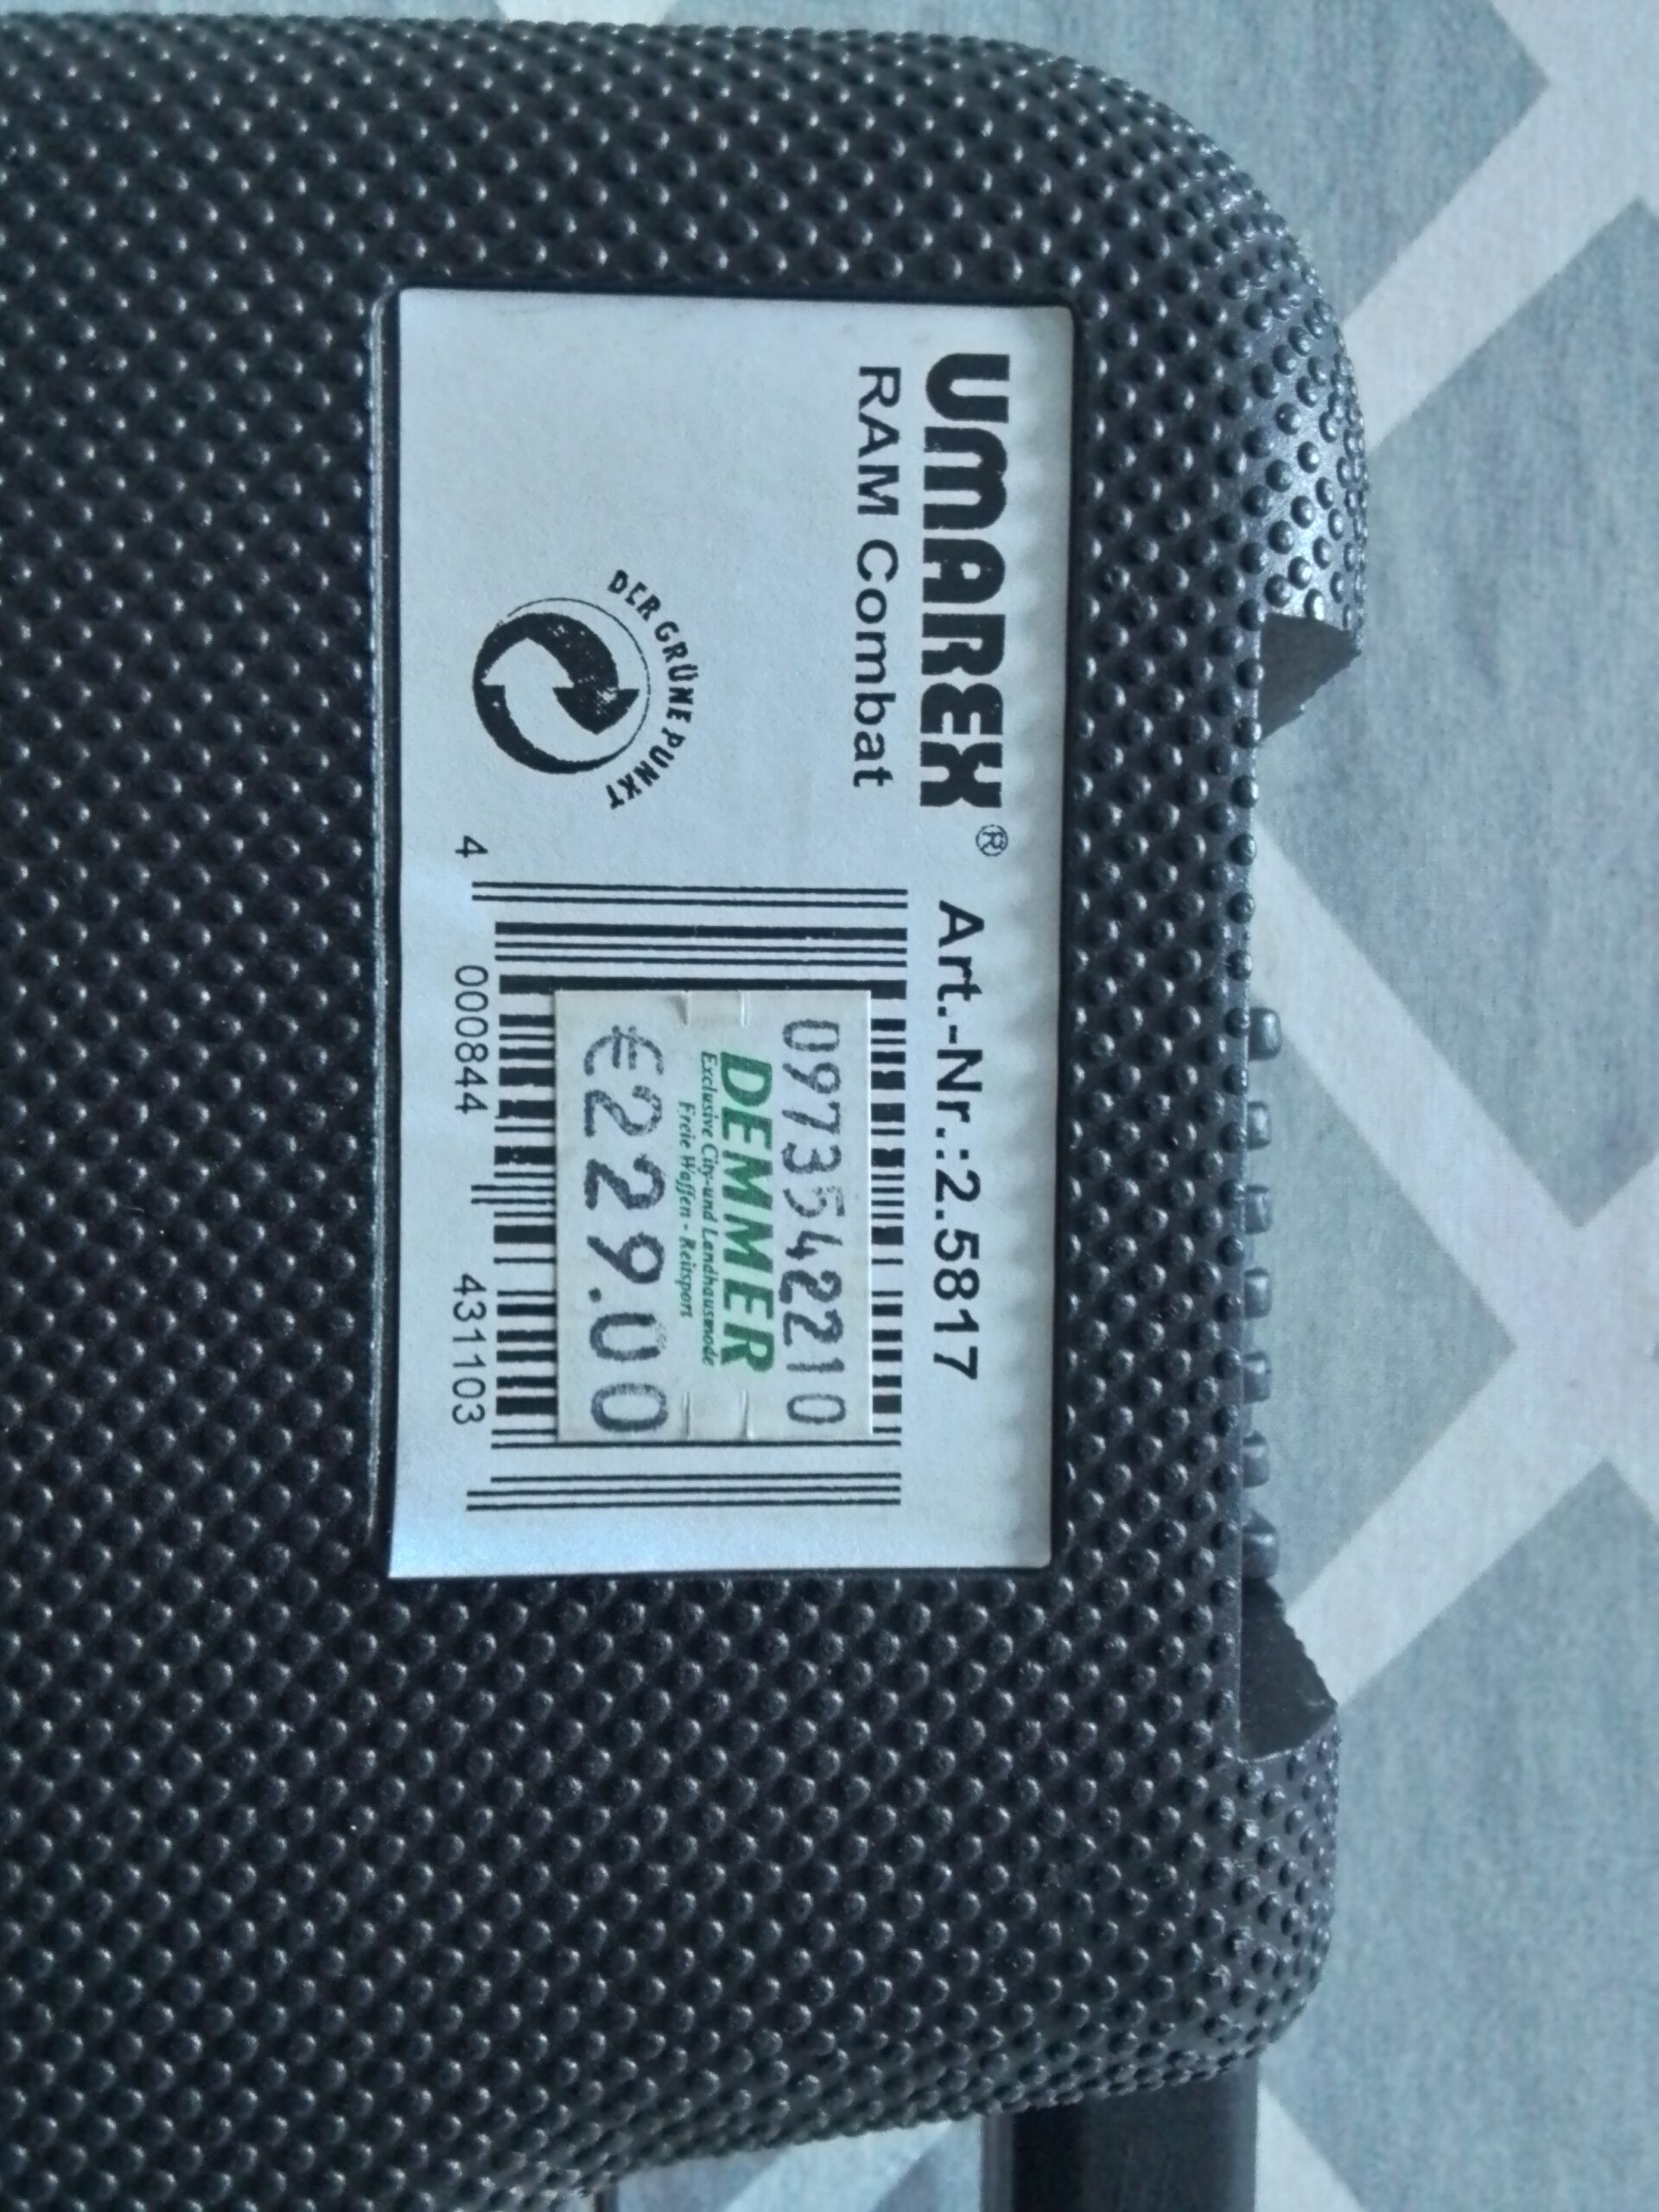 UMAREX® Art.-Nr.:2.5817
RAM Combat
DER GRÜNE PUNKT
0973542210
DEMMER
Exclusive City-und Landhausmode
Freie Waffen - Reitsport
€229.00
4 000844 431103